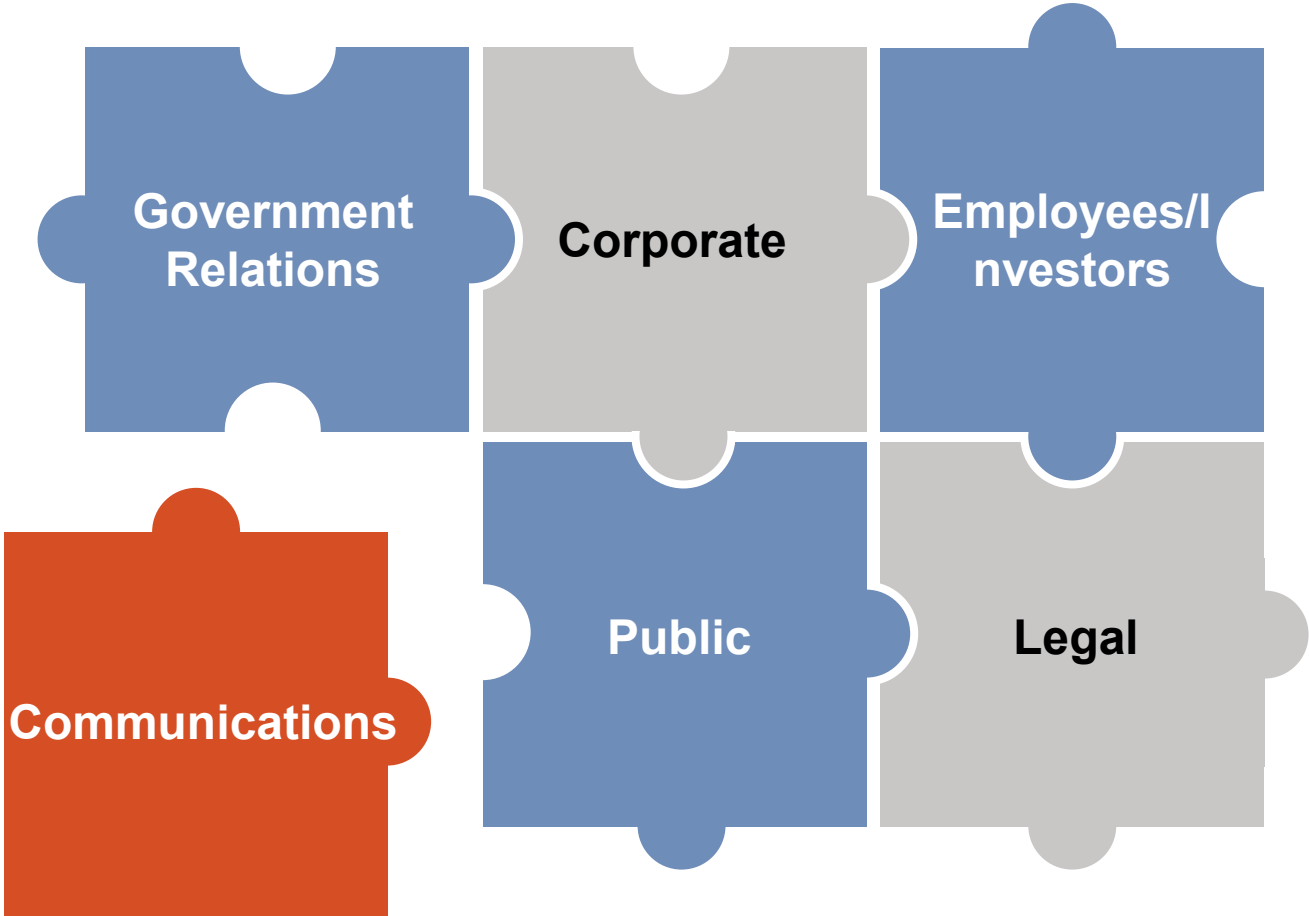 Government
Relations
Corporate
Employees/I
nvestors
Communications
Public
Legal